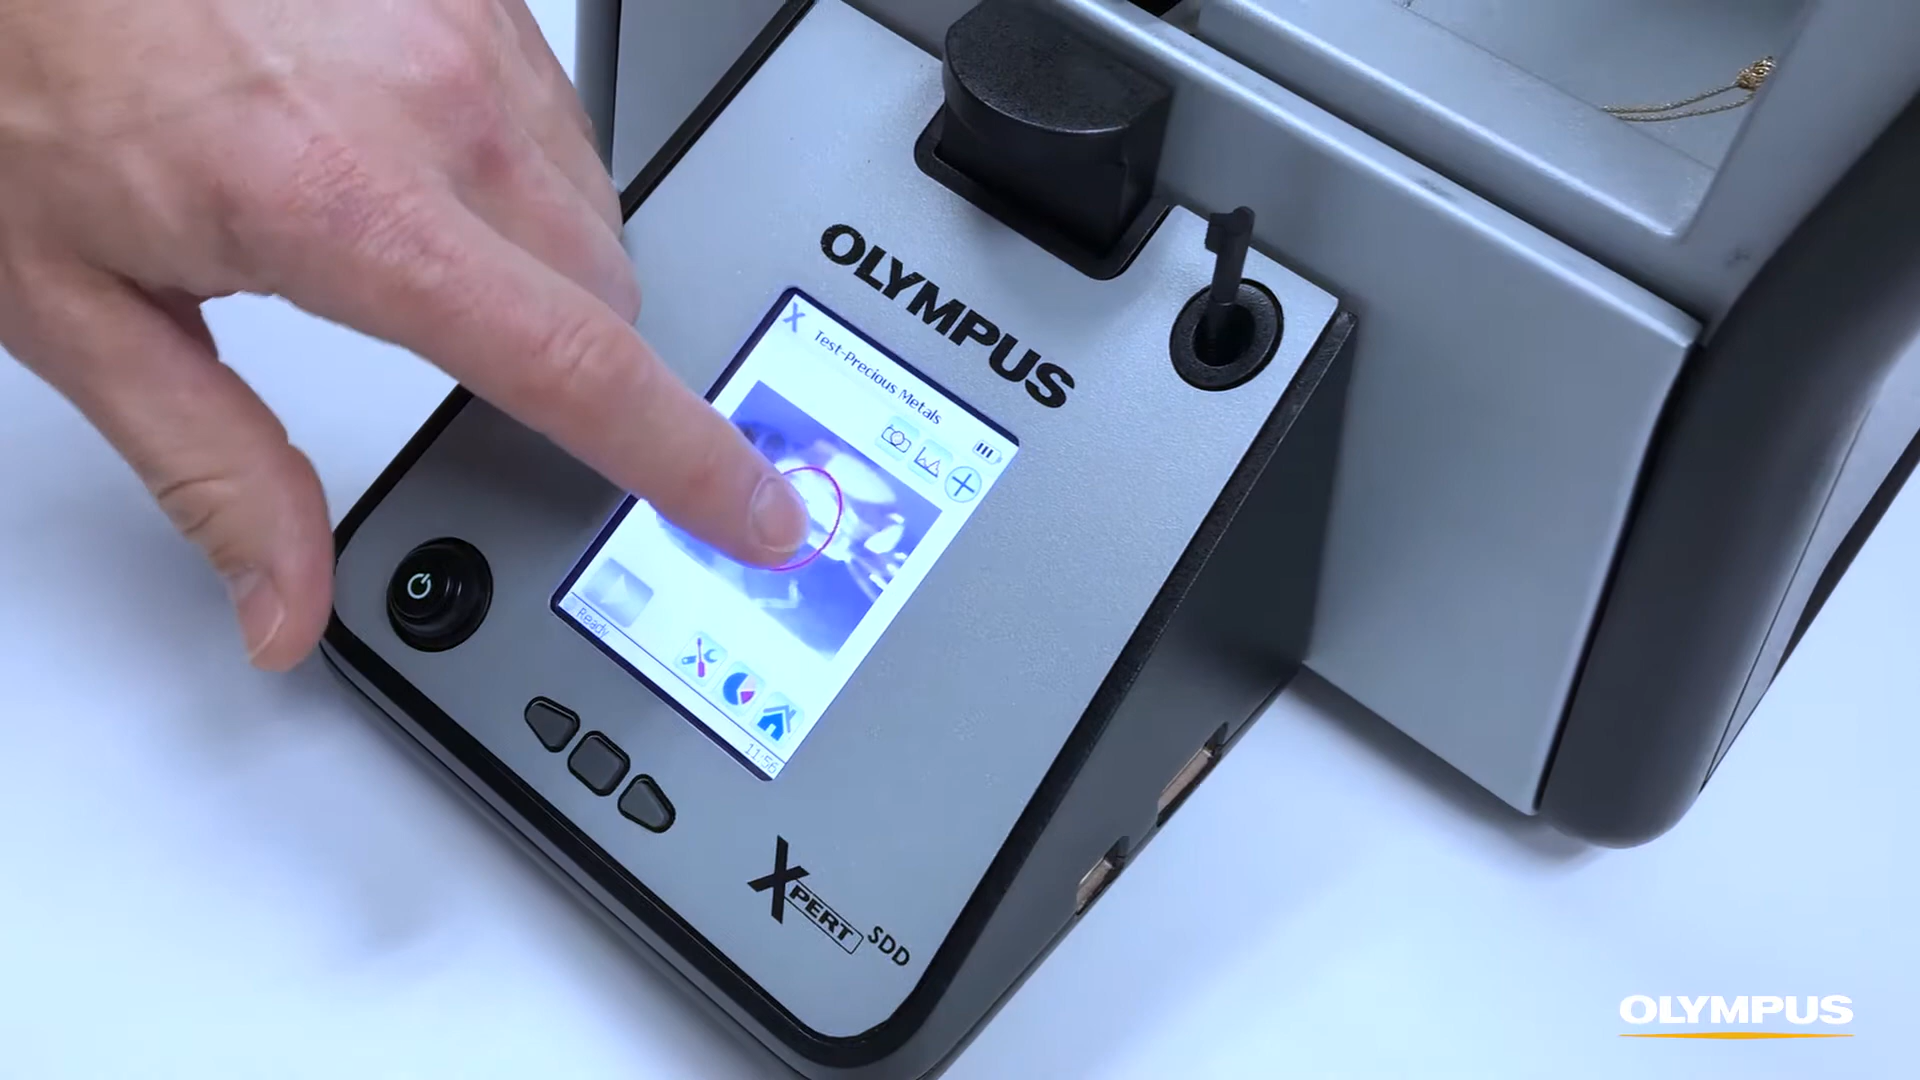 OLYMPUS
X
Test-Precious Metals
Ready
11:56
XPERT SDD
OLYMPUS